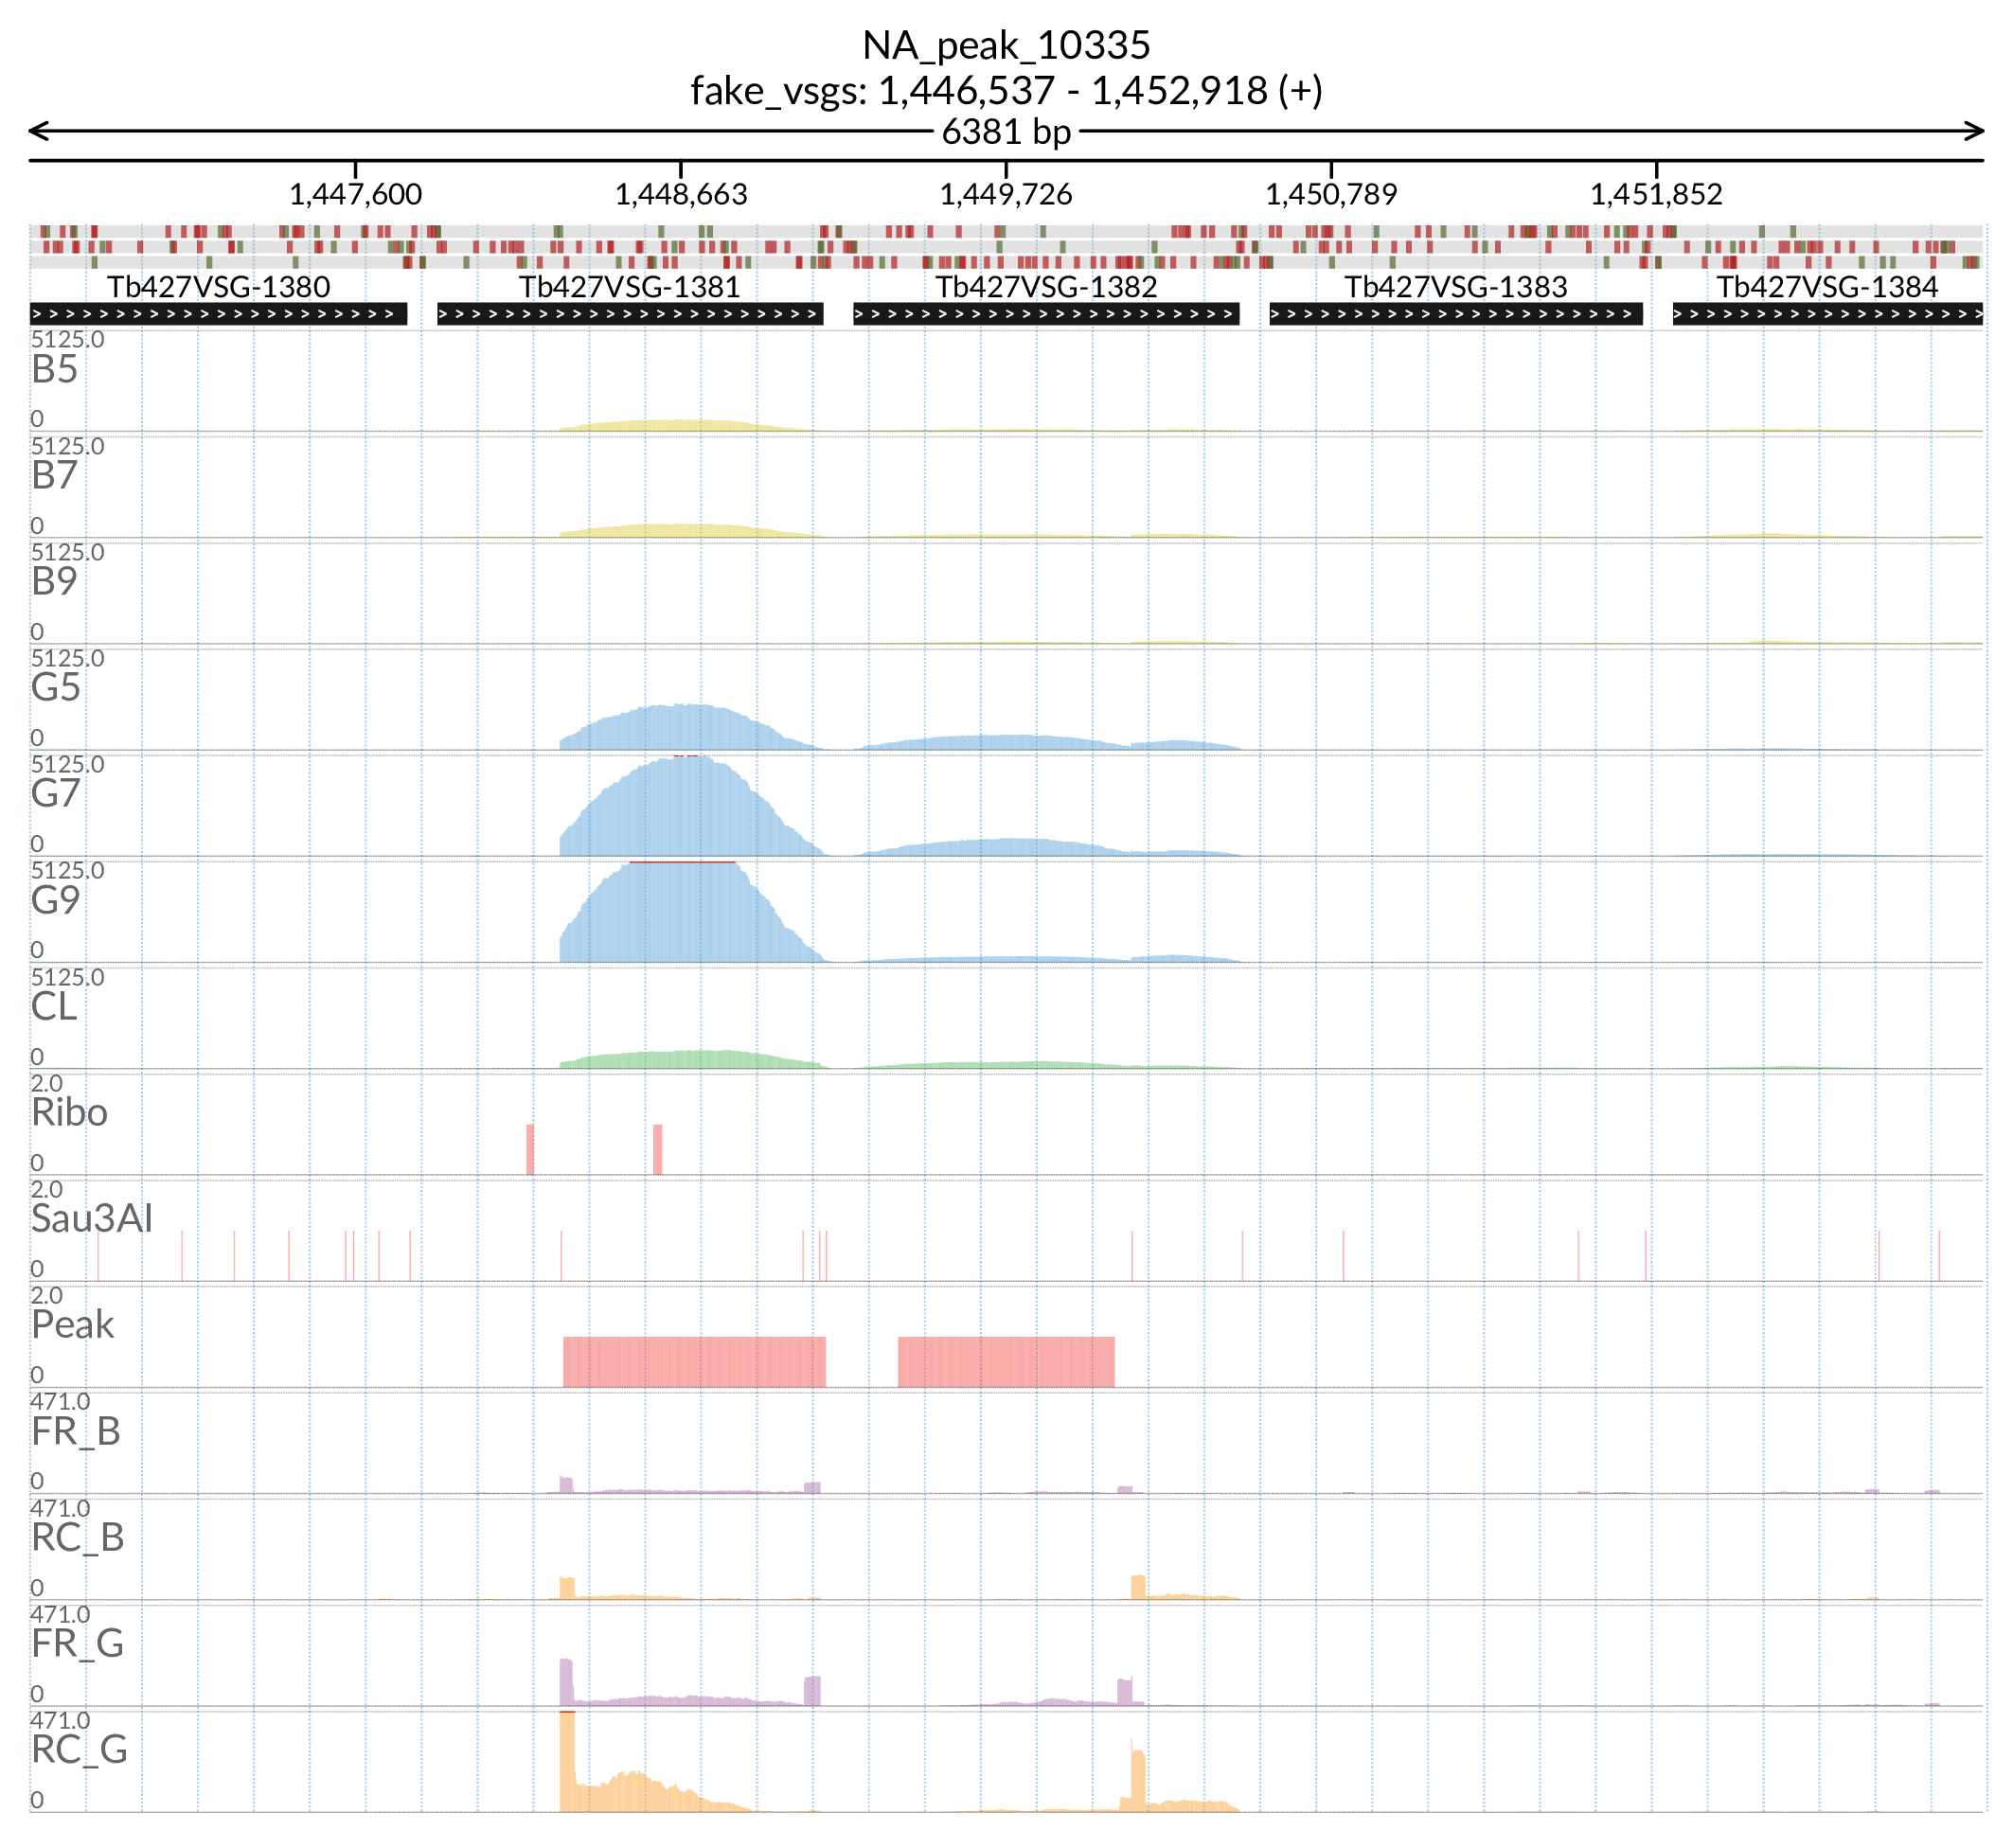 NA_peak_10335
fake_vsgs: 1,446,537 - 1,452,918 (+)
6381 bp
1,447,600 1,448,663 1,449,726 1,450,789 1,451,852
Tb427VSG-1380 Tb427VSG-1381 Tb427VSG-1382 Tb427VSG-1383 Tb427VSG-1384
5125.0
B5
0
5125.0
B7
0
5125.0
B9
0
5125.0
G5
0
5125.0
G7
0
5125.0
G9
0
5125.0
CL
0
2.0
Ribo
0
2.0
Sau3AI
0
2.0
Peak
0
471.0
FR_B
0
471.0
RC_B
0
471.0
FR_G
0
471.0
RC_G
0